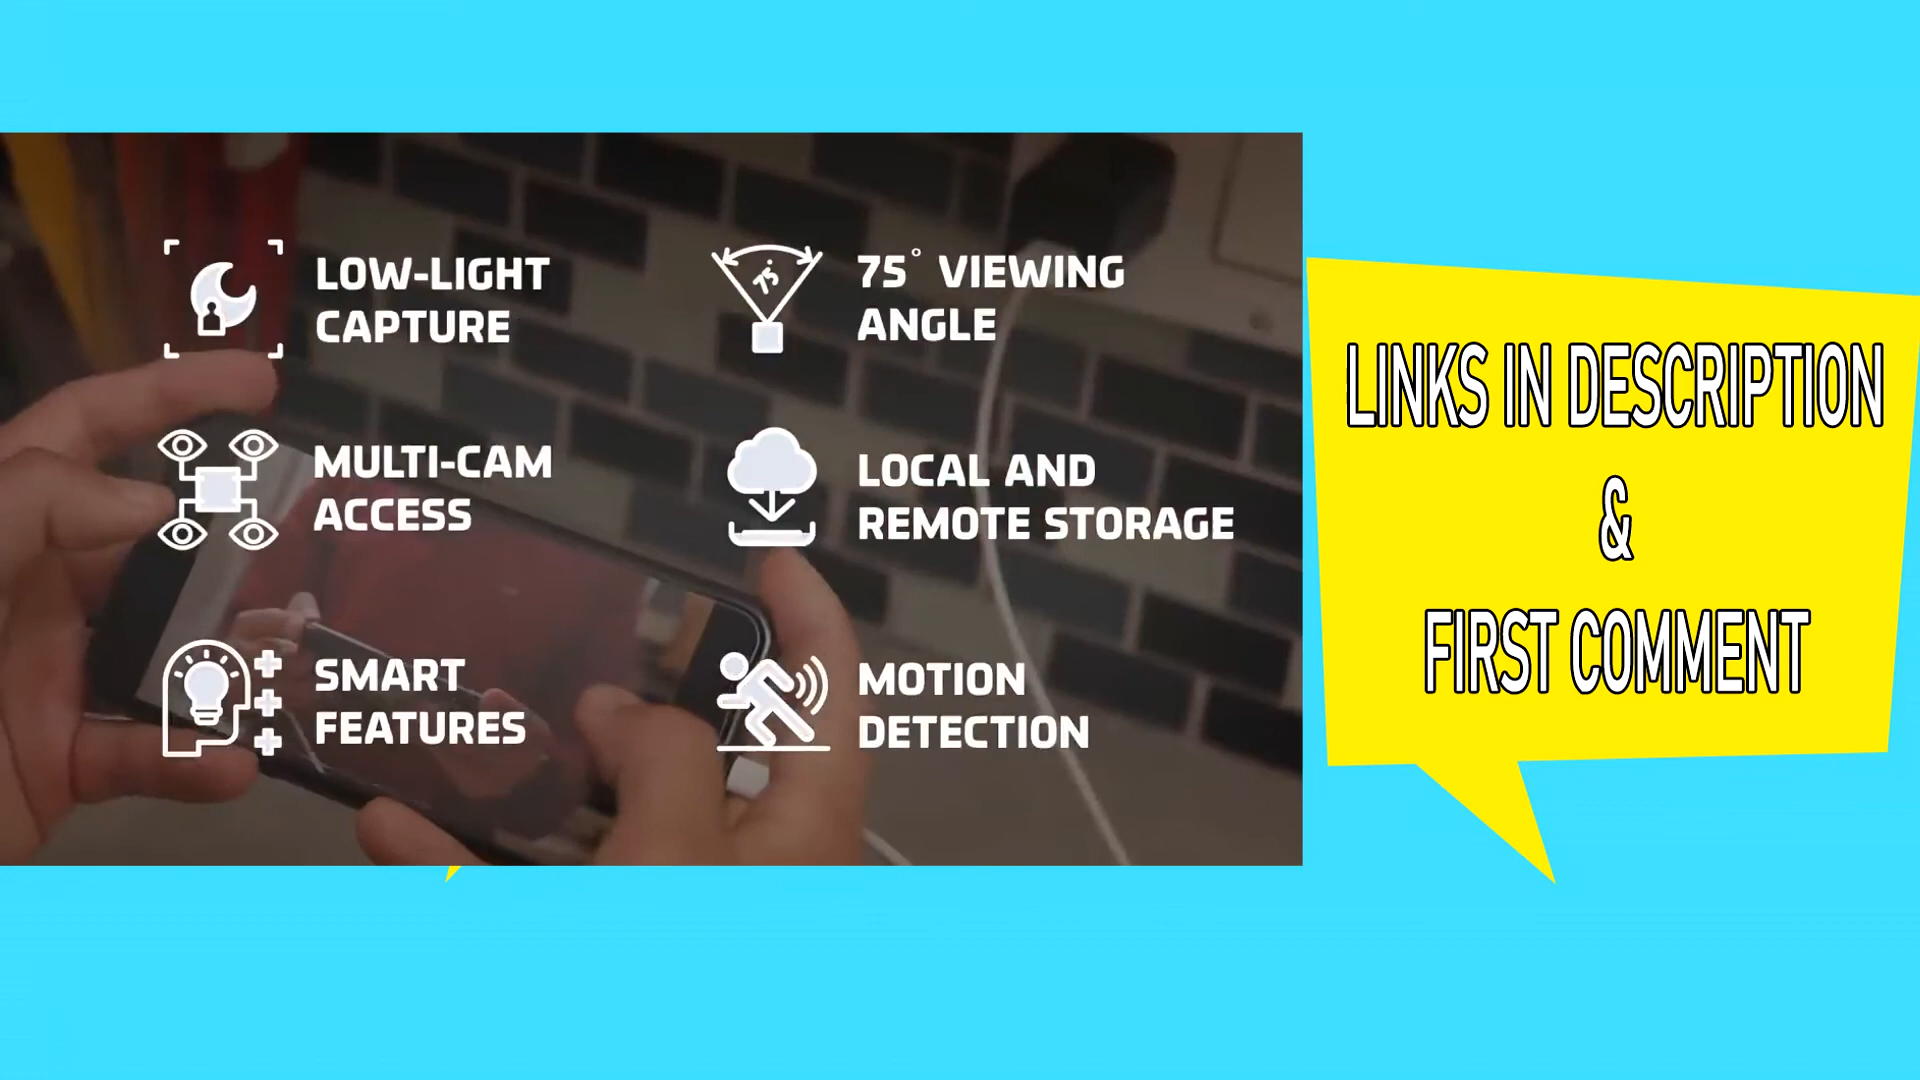 LOW-LIGHT
CAPTURE
75
75° VIEWING
ANGLE
MULTI-CAM
ACCESS
LOCAL AND
REMOTE STORAGE
SMART
FEATURES
MOTION
DETECTION
LINKS IN DESCRIPTION
&
FIRST COMMENT